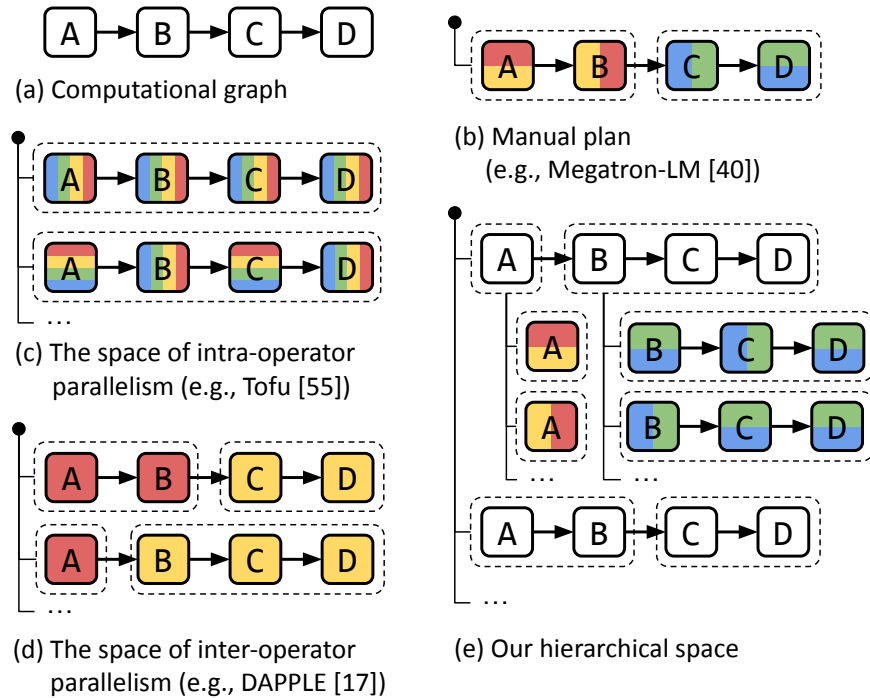 A B C D
(a) Computational graph
A B C D
(b) Manual plan
(e.g., Megatron-LM [40])
A B C D
A B C D
...
(c) The space of intra-operator
parallelism (e.g., Tofu [55])
A B C D
A B C D
...
(d) The space of inter-operator
parallelism (e.g., DAPPLE [17])
A B C D
A B C D
A B C D
... ...
A B C D
...
(e) Our hierarchical space